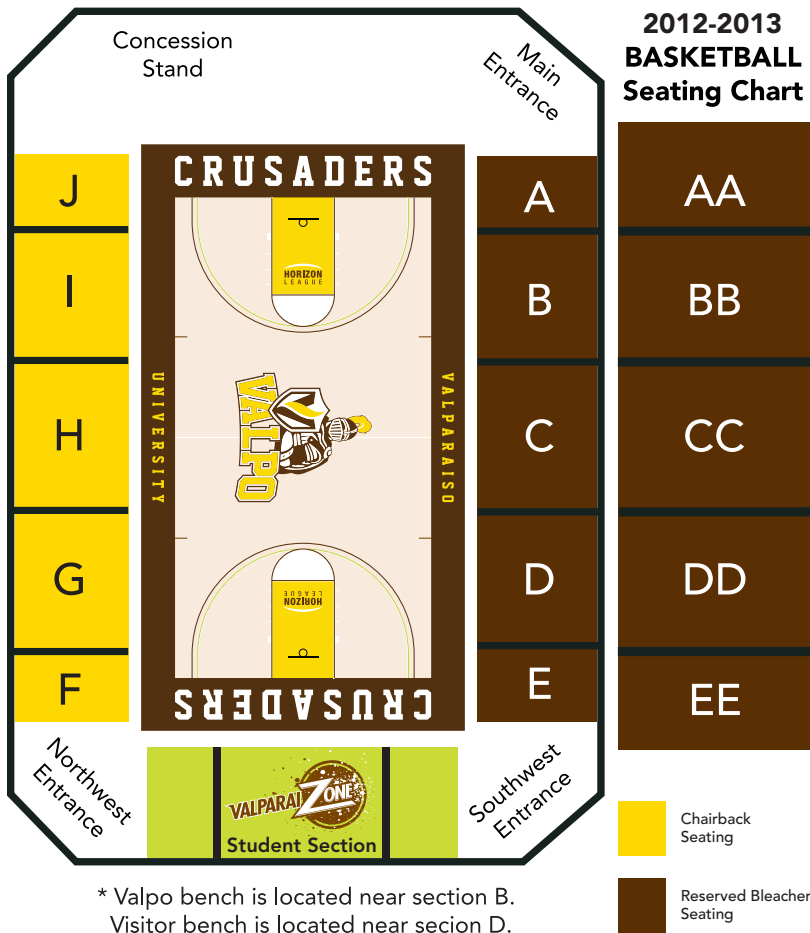 2012-2013
BASKETBALL
Seating Chart
Concession
Stand
Main
Entrance
CRUSADERS
J
I
H
G
F
HORIZON
LEAGUE
UNIVERSITY
VALPO
VALPARAISO
HORIZON
LEAGUE
CRUSADERS
A
B
C
D
E
AA
BB
CC
DD
EE
Northwest
Entrance
VALPARAIZONE
Student Section
Southwest
Entrance
Chairback
Seating
Reserved Bleacher
Seating
* Valpo bench is located near section B.
Visitor bench is located near secion D.